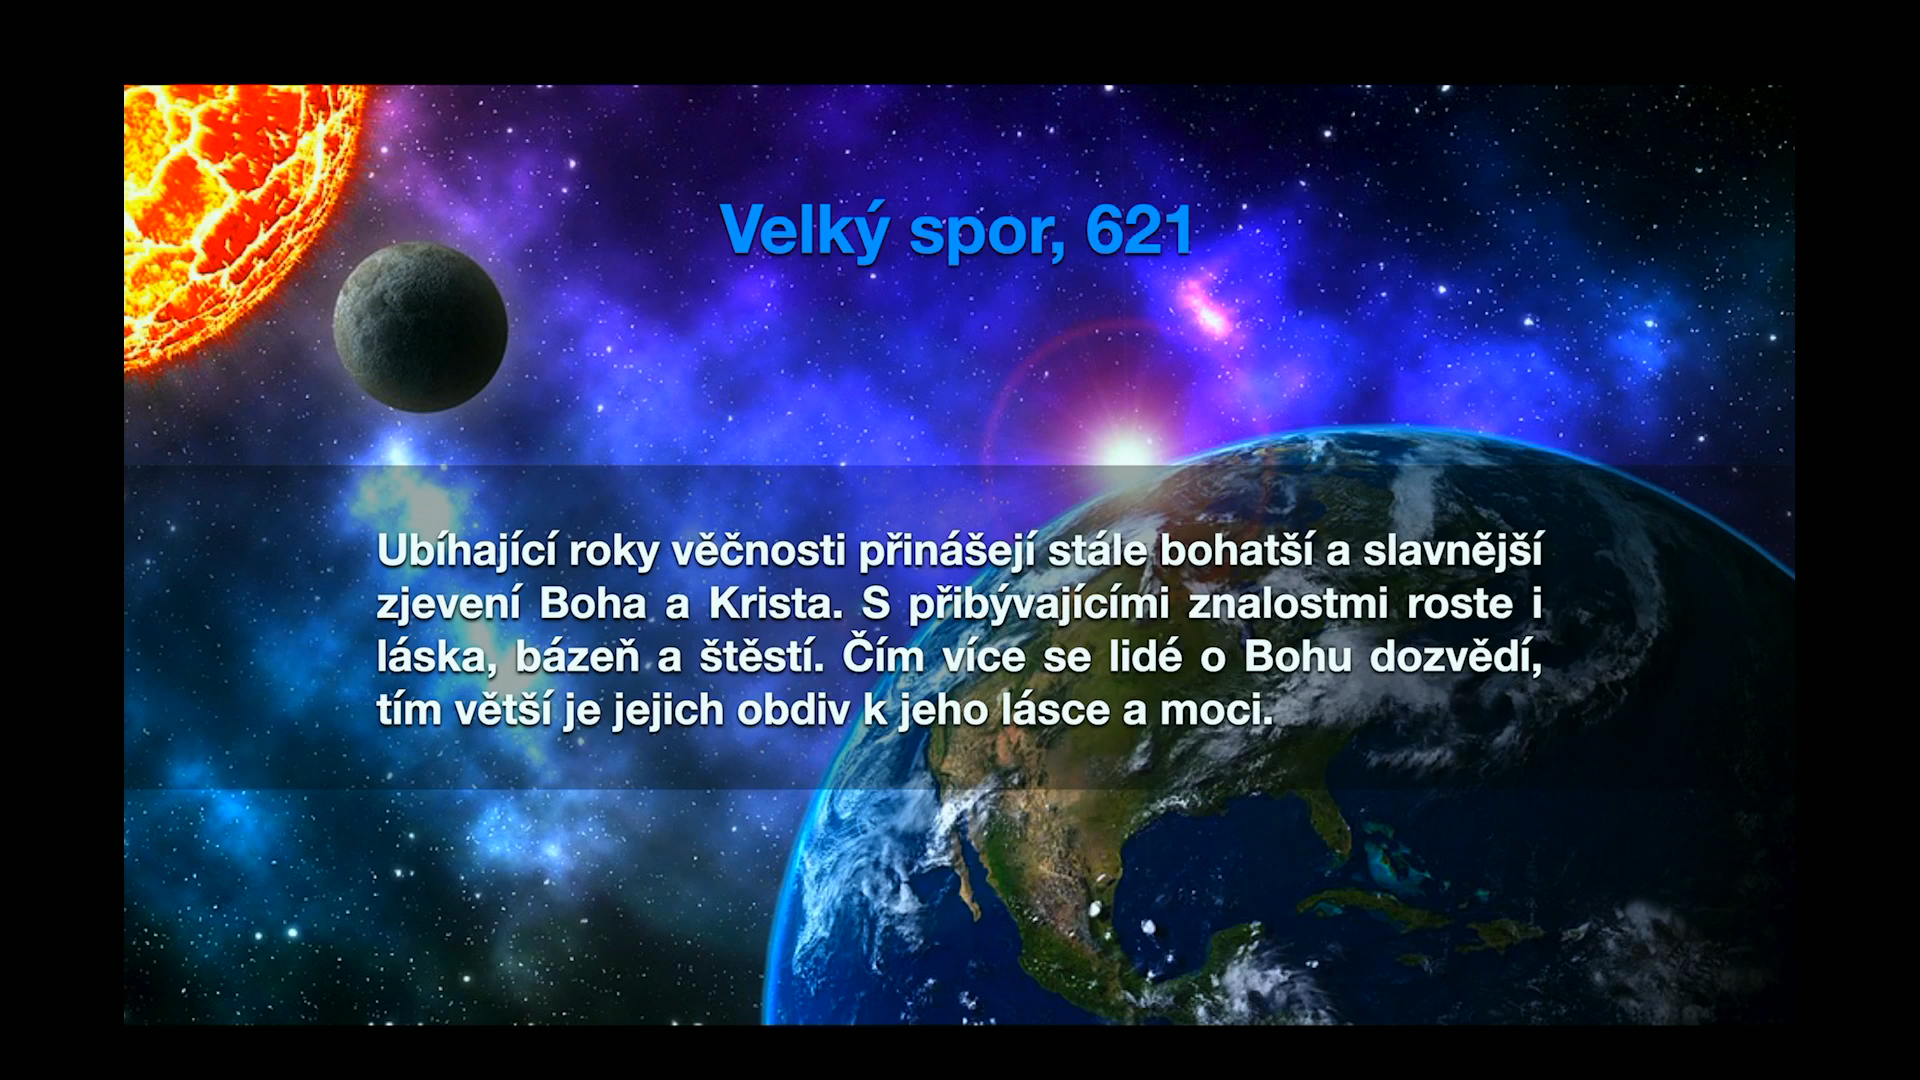 Velký spor, 621
Ubíhající roky věčnosti přinášejí stále bohatší a slavnější
zjevení Boha a Krista. S přibývajícími znalostmi roste i
láska, bázeň a štěstí. Čím více se lidé o Bohu dozvědí,
tím větší je jejich obdiv k jeho lásce a moci.